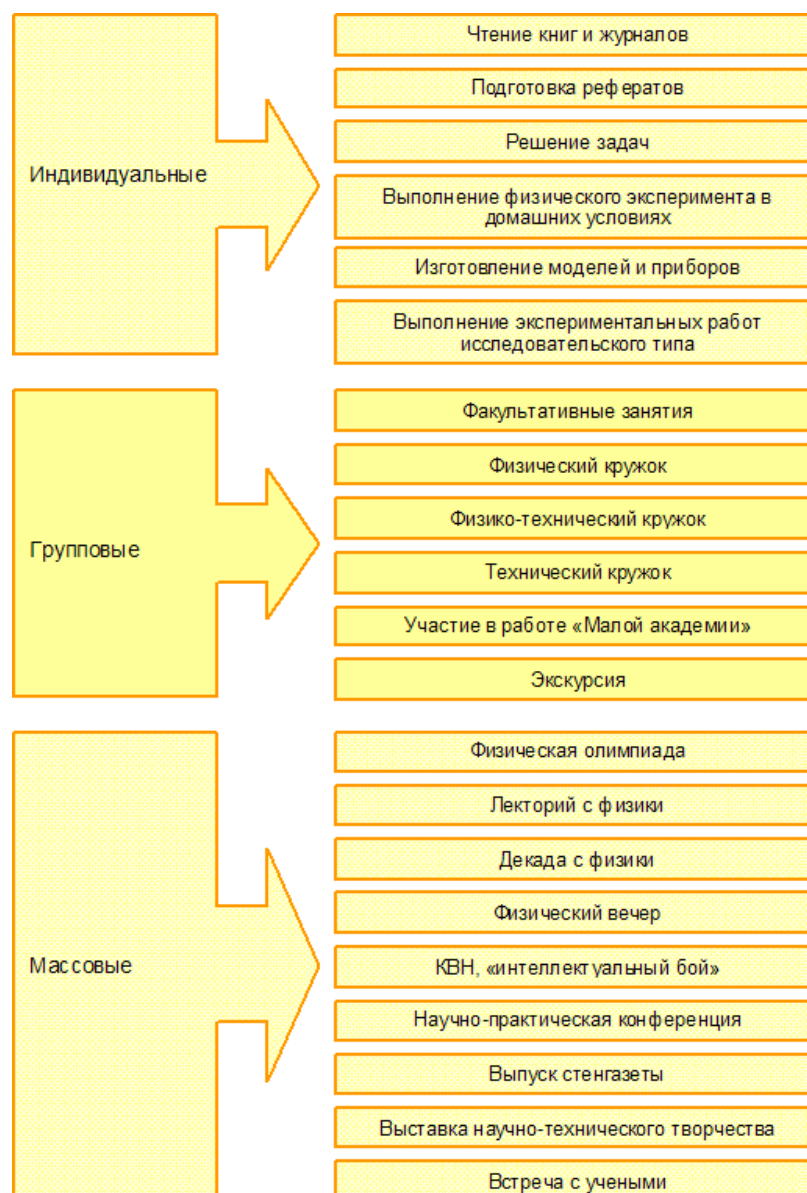 Индивидуальные
Чтение книг и журналов
Подготовка рефератов
Решение задач
Выполнение физического эксперимента в
домашних условиях
Изготовление моделей и приборов
Выполнение экспериментальных работ
исследовательского типа
Групповые
Факультативные занятия
Физический кружок
Физико-технический кружок
Технический кружок
Участие в работе «Малой академии»
Экскурсия
Массовые
Физическая олимпиада
Лекторий с физики
Декада с физики
Физический вечер
КВН, «интеллектуальный бой»
Научно-практическая конференция
Выпуск стенгазеты
Выставка научно-технического творчества
Встреча с учеными